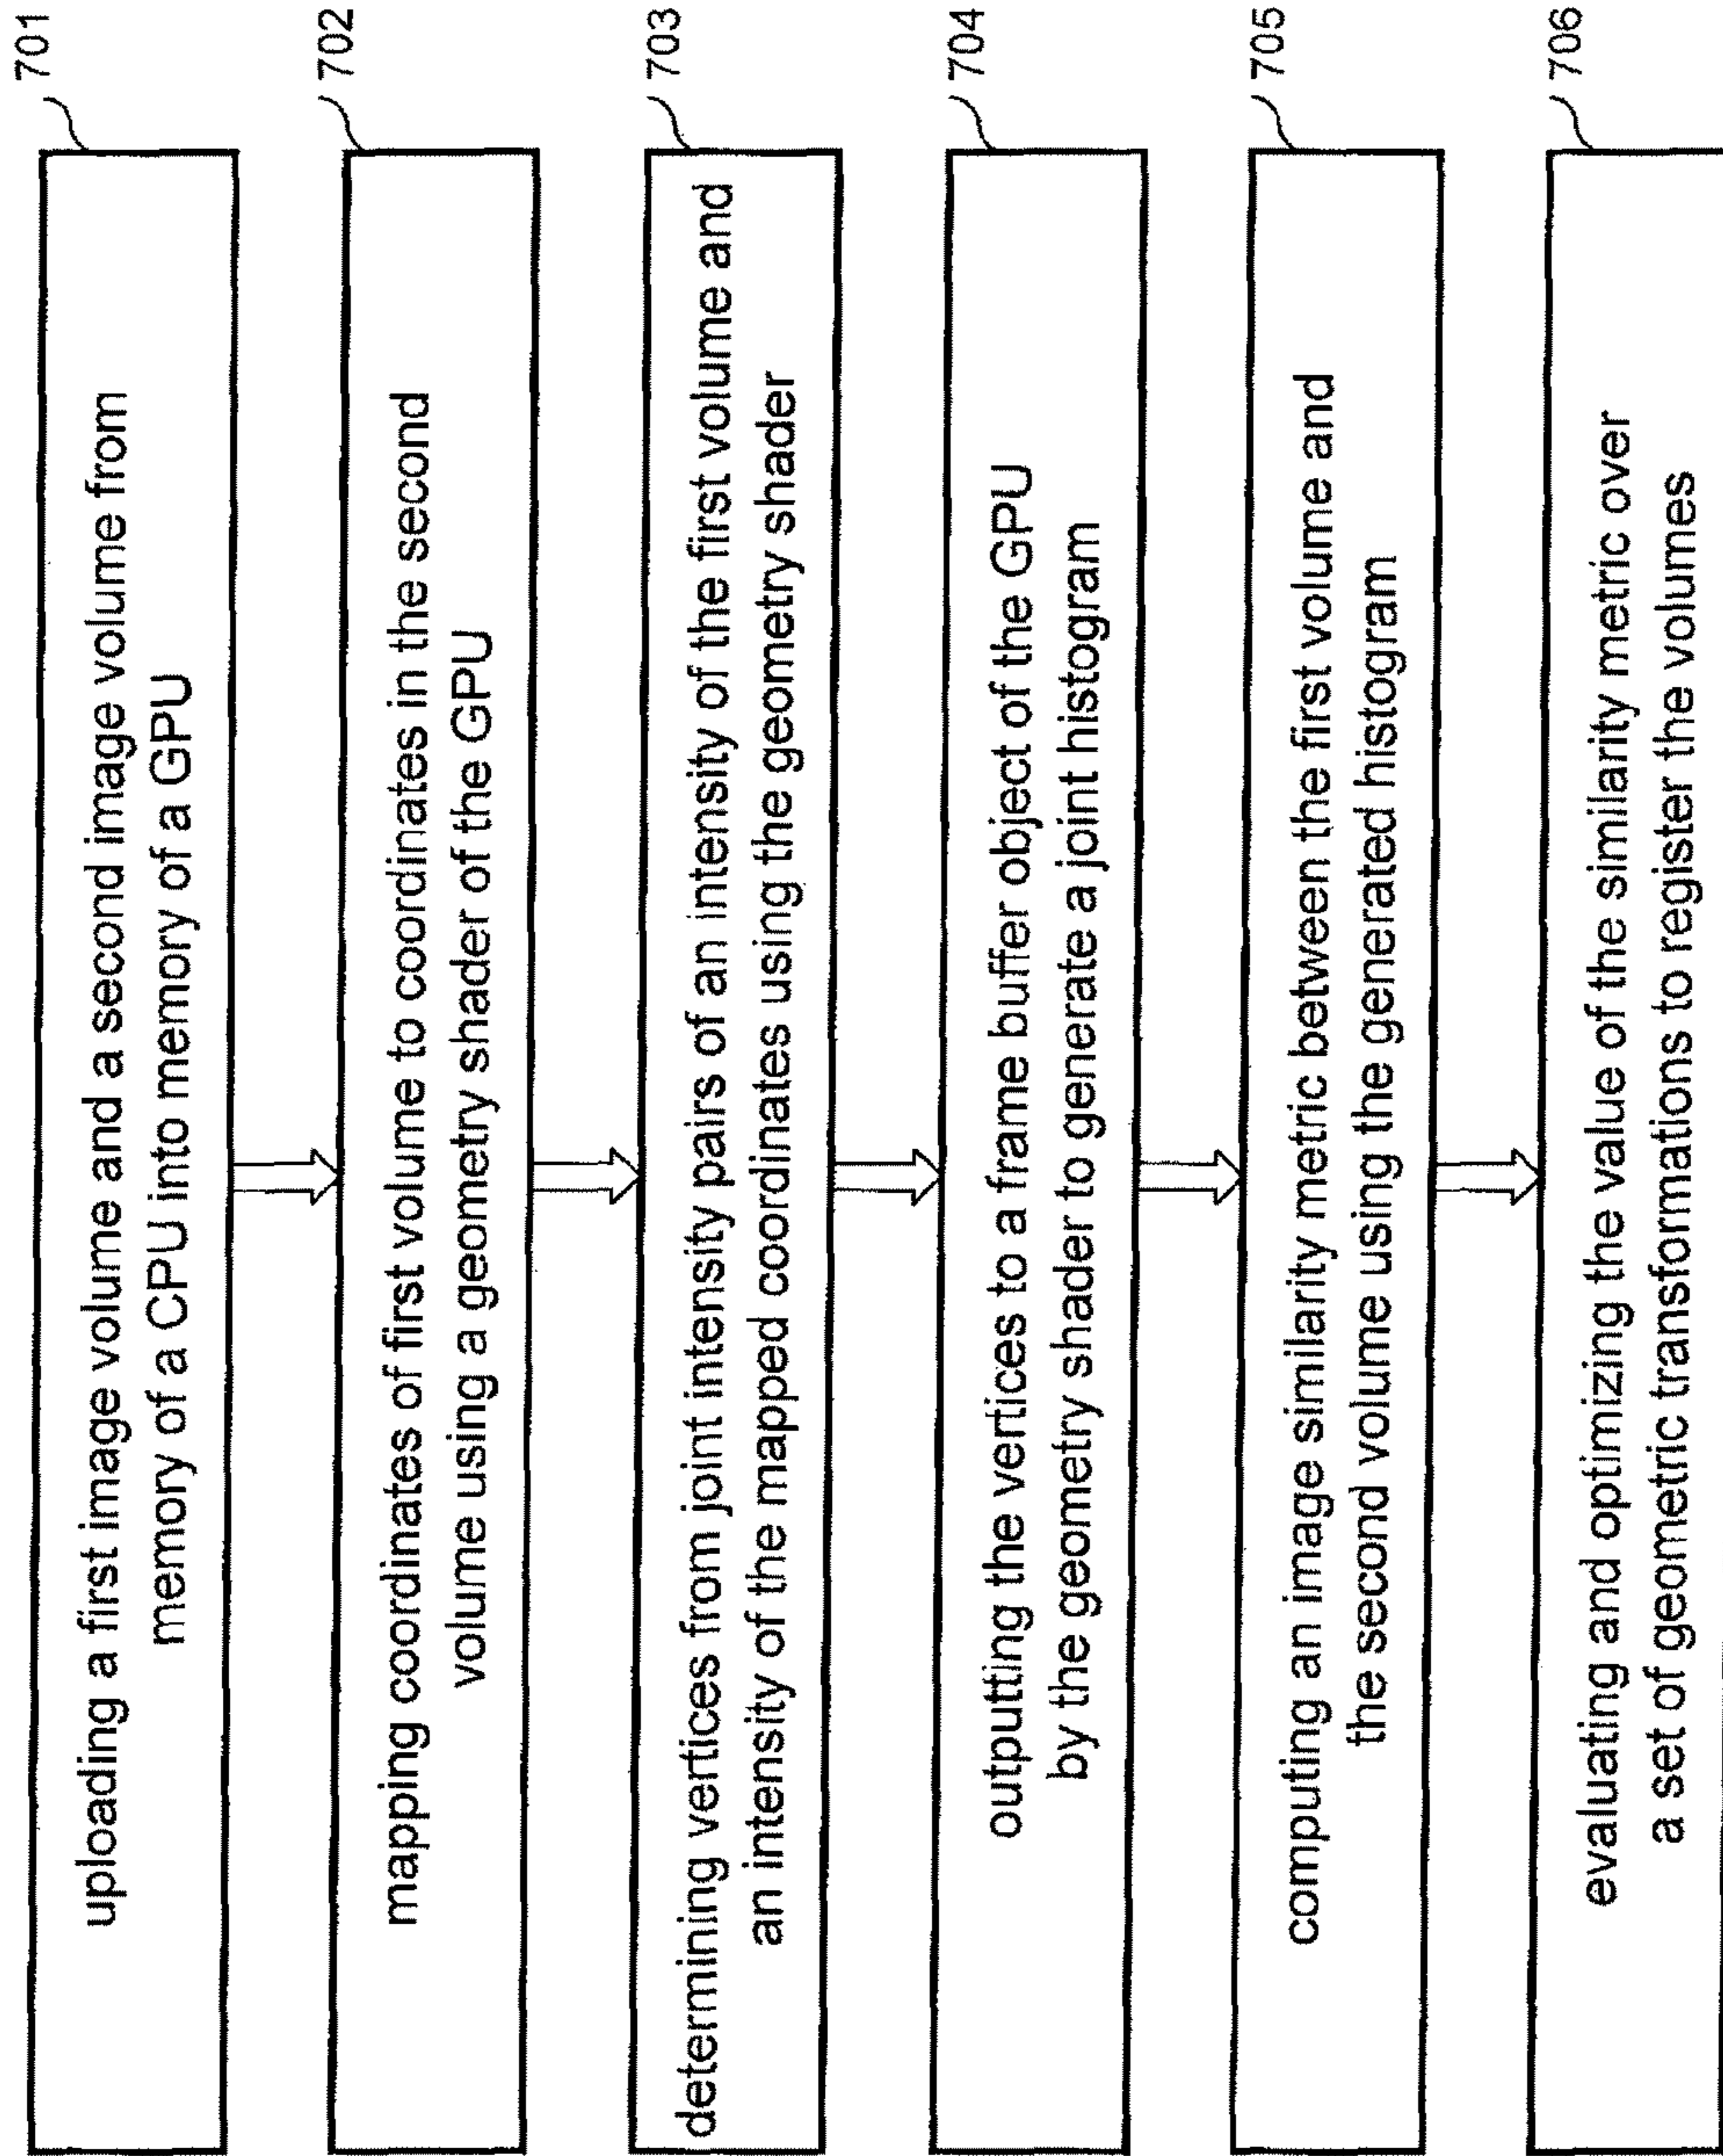 701
uploading a first image volume and a second image volume from
memory of a CPU into memory of a GPU
702
mapping coordinates of first volume to coordinates in the second
volume using a geometry shader of the GPU
703
determining vertices from joint intensity pairs of an intensity of the first volume and
an intensity of the mapped coordinates using the geometry shader
704
outputting the vertices to a frame buffer object of the GPU
by the geometry shader to generate a joint histogram
705
computing an image similarity metric between the first volume and
the second volume using the generated histogram
706
evaluating and optimizing the value of the similarity metric over
a set of geometric transformations to register the volumes